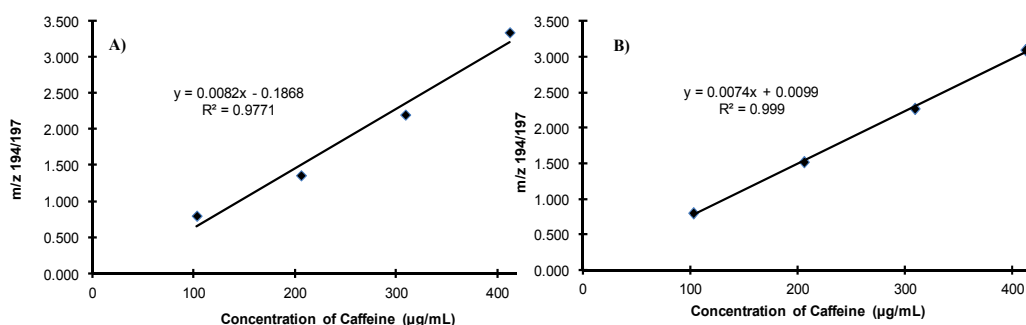 A)
y = 0.0082x - 0.1868
R² = 0.9771
m/z 194/197
3.500
3.000
2.500
2.000
1.500
1.000
0.500
0.000
0 100 200 300 400
Concentration of Caffeine (µg/mL)
B)
y = 0.0074x + 0.0099
R² = 0.999
m/z 194/197
3.500
3.000
2.500
2.000
1.500
1.000
0.500
0.000
0 100 200 300 400
Concentration of Caffeine (µg/mL)